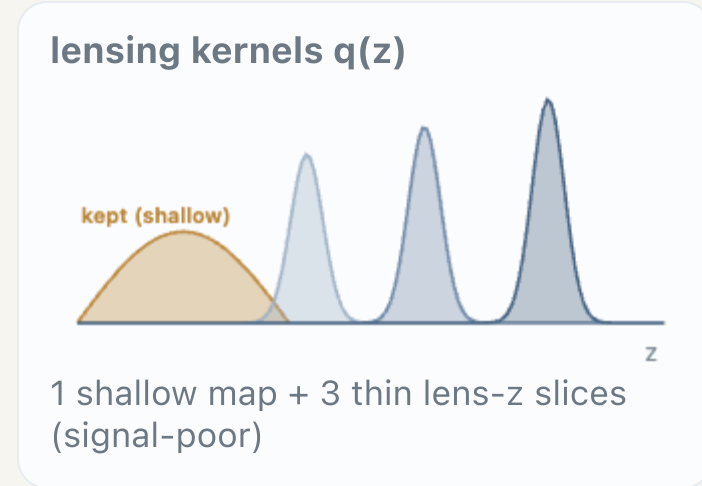 lensing kernels q(z)
kept (shallow)
z
1 shallow map + 3 thin lens-z slices
(signal-poor)